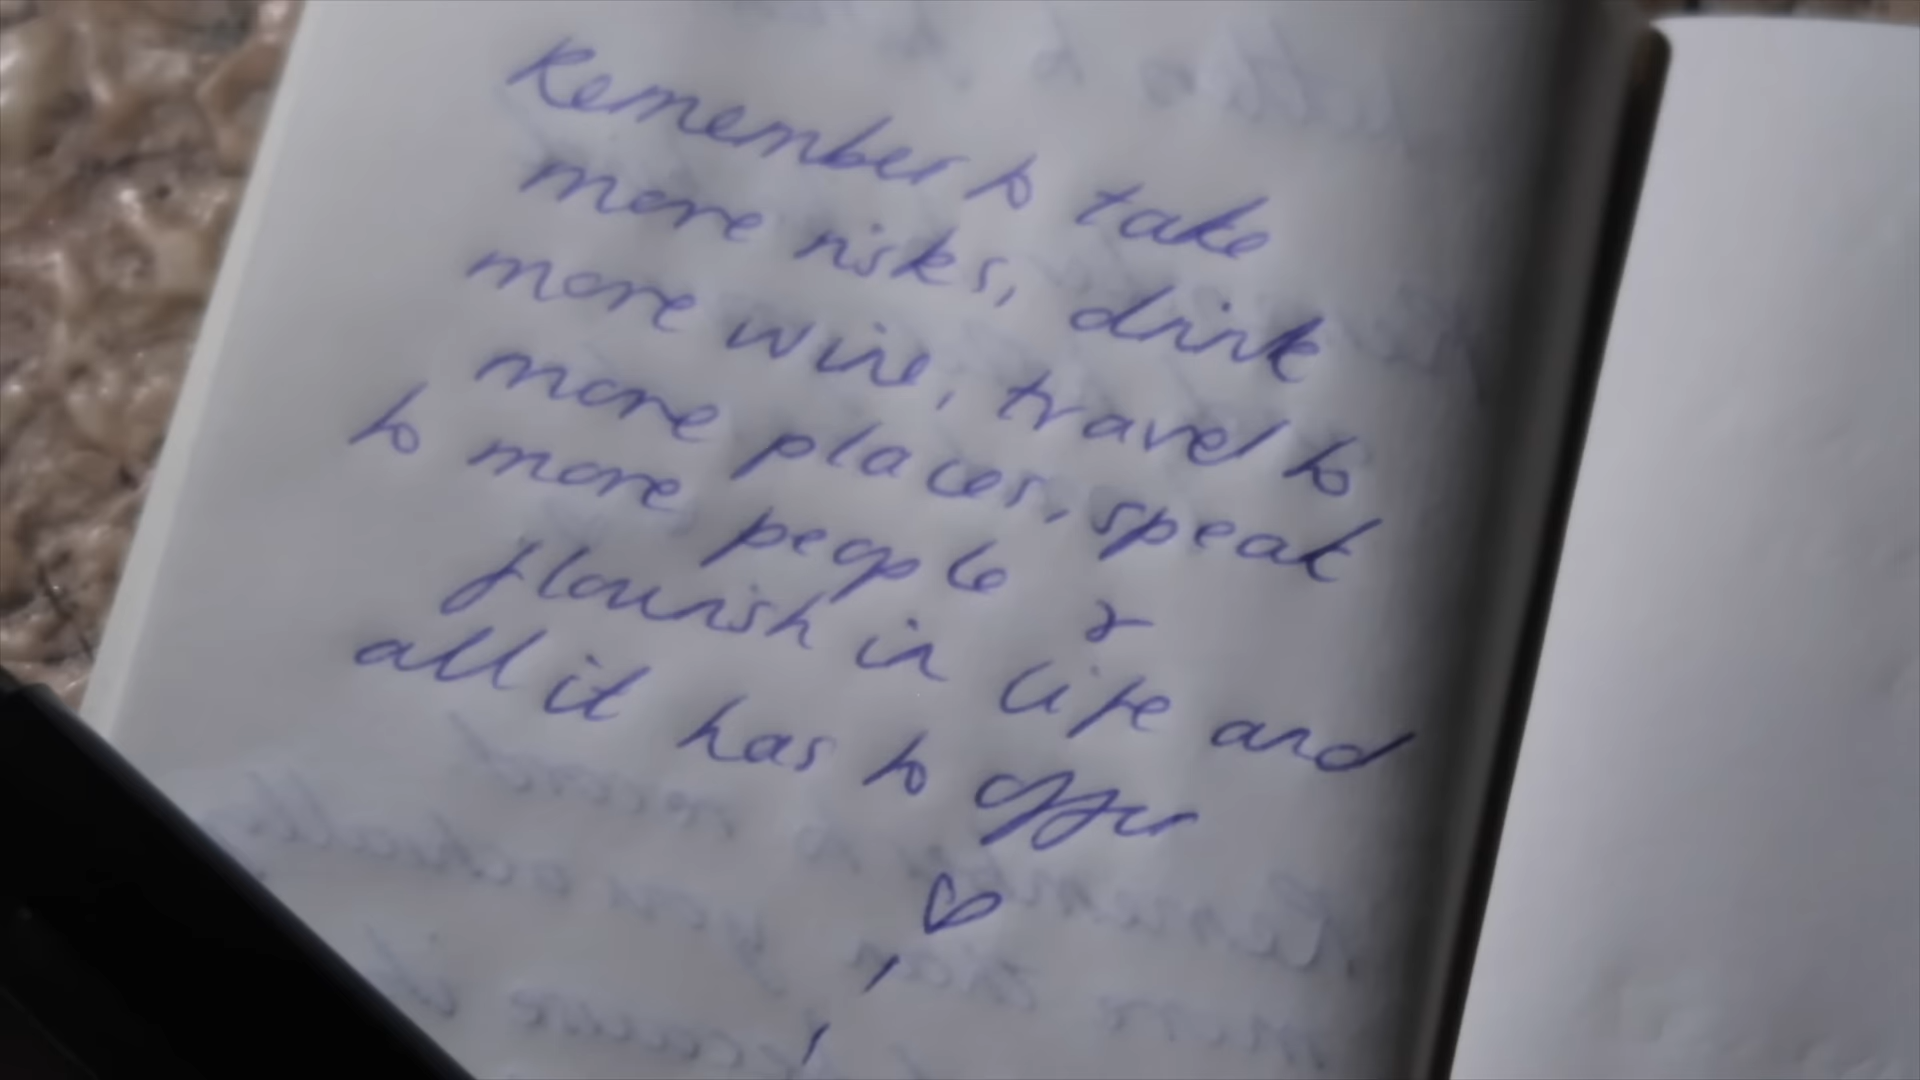 Remember to take
more risks, drink
more wine, travel to
more places, speak
to more people &
flourish in life and
all it has to offer
♡